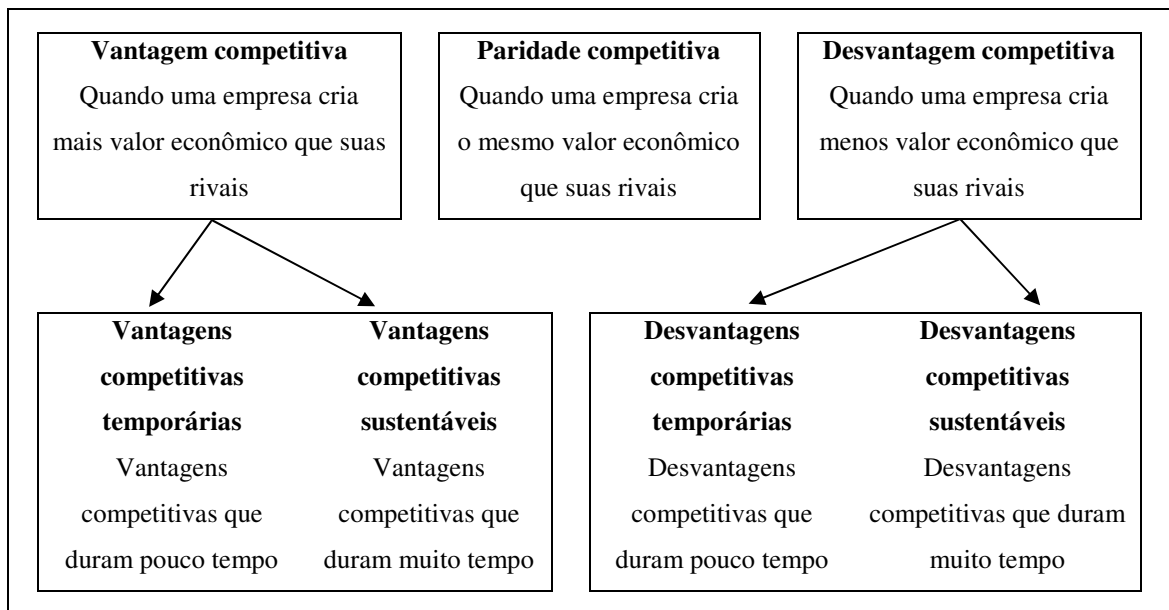 Vantagem competitiva
Quando uma empresa cria
mais valor econômico que suas
rivais
Paridade competitiva
Quando uma empresa cria
o mesmo valor econômico
que suas rivais
Desvantagem competitiva
Quando uma empresa cria
menos valor econômico que
suas rivais
Vantagens
competitivas
temporárias
Vantagens
competitivas que
duram pouco tempo
Vantagens
competitivas
sustentáveis
Vantagens
competitivas que
duram muito tempo
Desvantagens
competitivas
temporárias
Desvantagens
competitivas que
duram pouco tempo
Desvantagens
competitivas
sustentáveis
Desvantagens
competitivas que duram
muito tempo